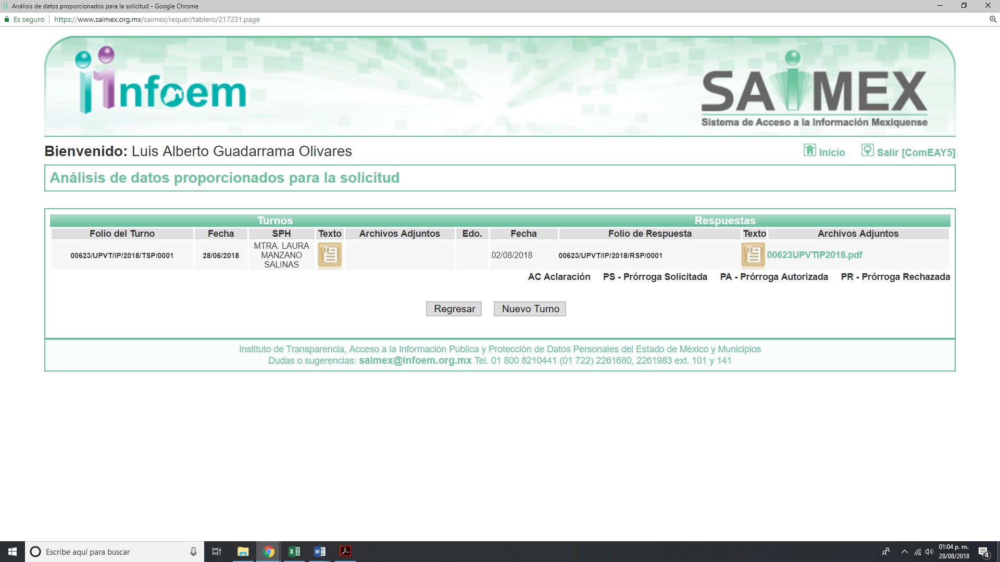 Análisis de datos proporcionados para la solicitud - Google Chrome
Es seguro https://www.saimex.org.mx/saimex/requer/tablero/217231.page
infoem
SAIMEX
Sistema de Acceso a la Información Mexiquense
Bienvenido: Luis Alberto Guadarrama Olivares
Inicio Salir [ComEAY5]
Análisis de datos proporcionados para la solicitud
Turnos Respuestas
Folio del Turno Fecha SPH Texto Archivos Adjuntos Edo. Fecha Folio de Respuesta Texto Archivos Adjuntos
00623/UPVT/IP/2018/TSP/0001 28/06/2018 MTRA. LAURA MANZANO SALINAS 02/08/2018 00623/UPVT/IP/2018/RSP/0001 00623UPVTIP2018.pdf
AC Aclaración PS - Prórroga Solicitada PA - Prórroga Autorizada PR - Prórroga Rechazada
Regresar Nuevo Turno
Instituto de Transparencia, Acceso a la Información Pública y Protección de Datos Personales del Estado de México y Municipios
Dudas o sugerencias: saimex@infoem.org.mx Tel. 01 800 8210441 (01 722) 2261680, 2261983 ext. 101 y 141
Escribe aquí para buscar
01:04 p. m.
28/08/2018
4